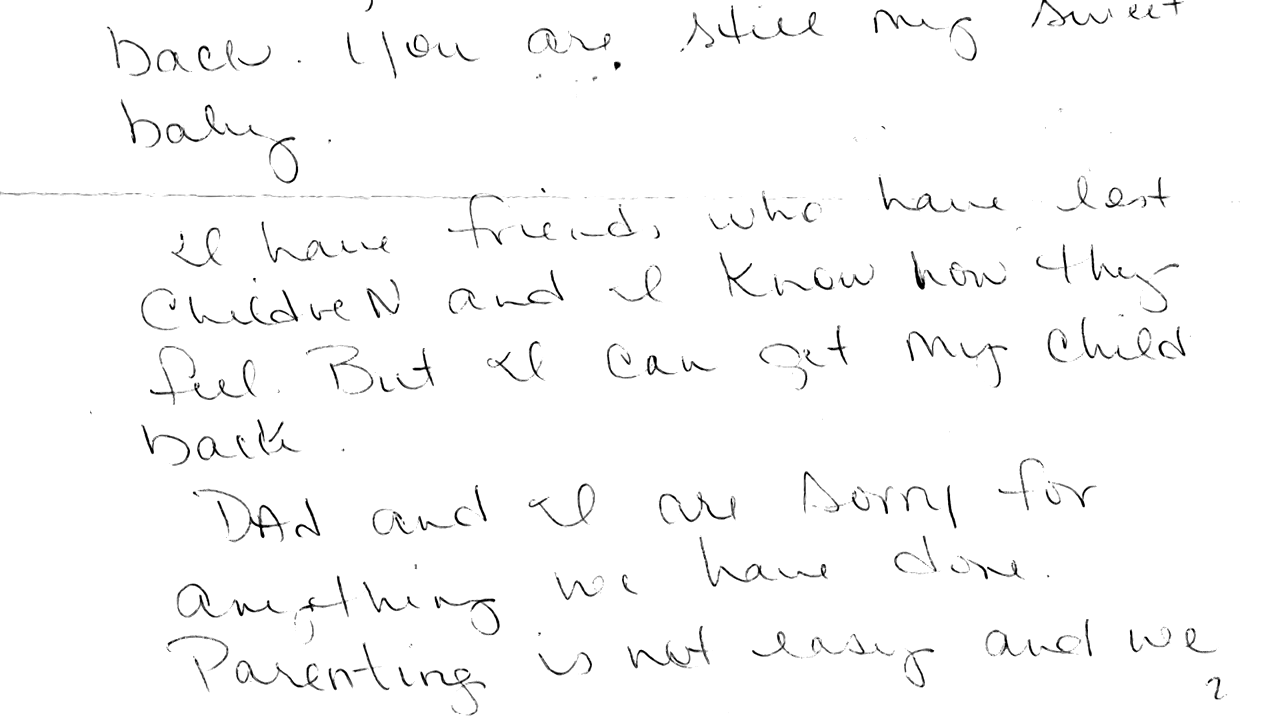 back. You are still my sweet
baby.
I have friends who have lost
Children and I know how they
feel. But I can get my child
back.
DAd and I are sorry for
anything we have done.
Parenting is not easy and we
2